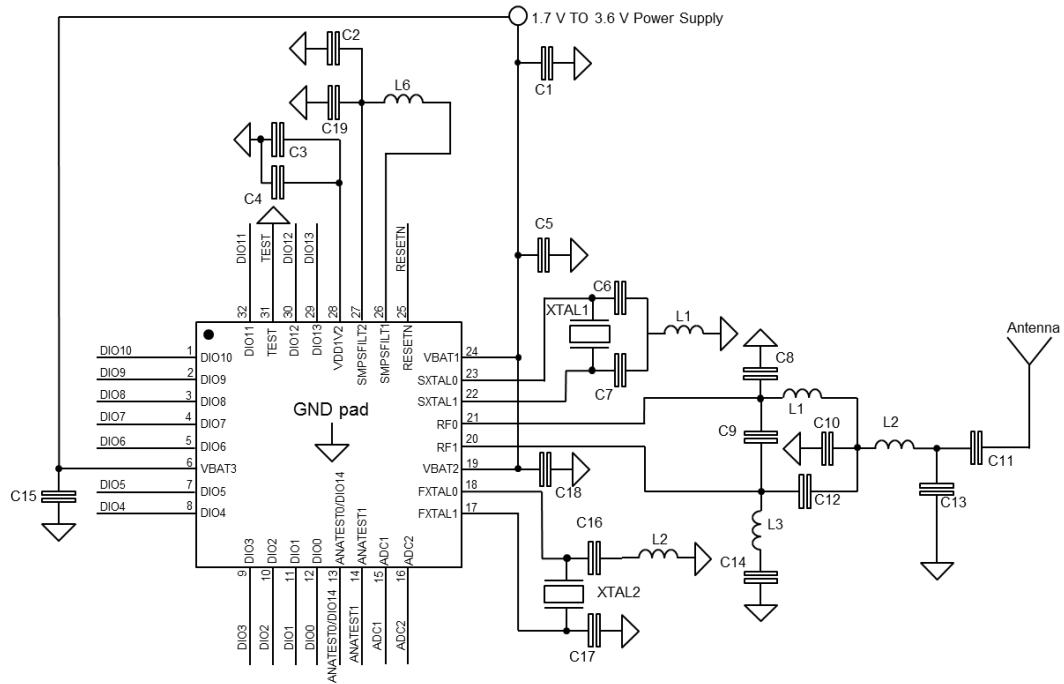 1.7 V TO 3.6 V Power Supply
C2
C1
L6
C19
C3
C4
C5
DIO11
TEST
DIO12
DIO13
RESETN
32
31
30
29
28
27
26
25
DIO11
TEST
DIO12
DIO13
VDD1V2
SMPSFILT2
SMPSFILT1
RESETN
C6
XTAL1
L1
C7
Antenna
DIO10 1 DIO10
DIO9 2 DIO9
DIO8 3 DIO8
DIO7 4 DIO7
DIO6 5 DIO6
6 VBAT3
DIO5 7 DIO5
DIO4 8 DIO4
C15
GND pad
VBAT1 24
SXTAL0 23
SXTAL1 22
RF0 21
RF1 20
VBAT2 19
FXTAL0 18
FXTAL1 17
C8
L1
C9
C10
L2
C11
C12
C13
C18
L3
C14
C16
L2
XTAL2
C17
DIO3
DIO2
DIO1
DIO0
ANATEST0/DIO14
ANATEST1
ADC1
ADC2
9
10
11
12
13
14
15
16
DIO3
DIO2
DIO1
DIO0
ANATEST0/DIO14
ANATEST1
ADC1
ADC2